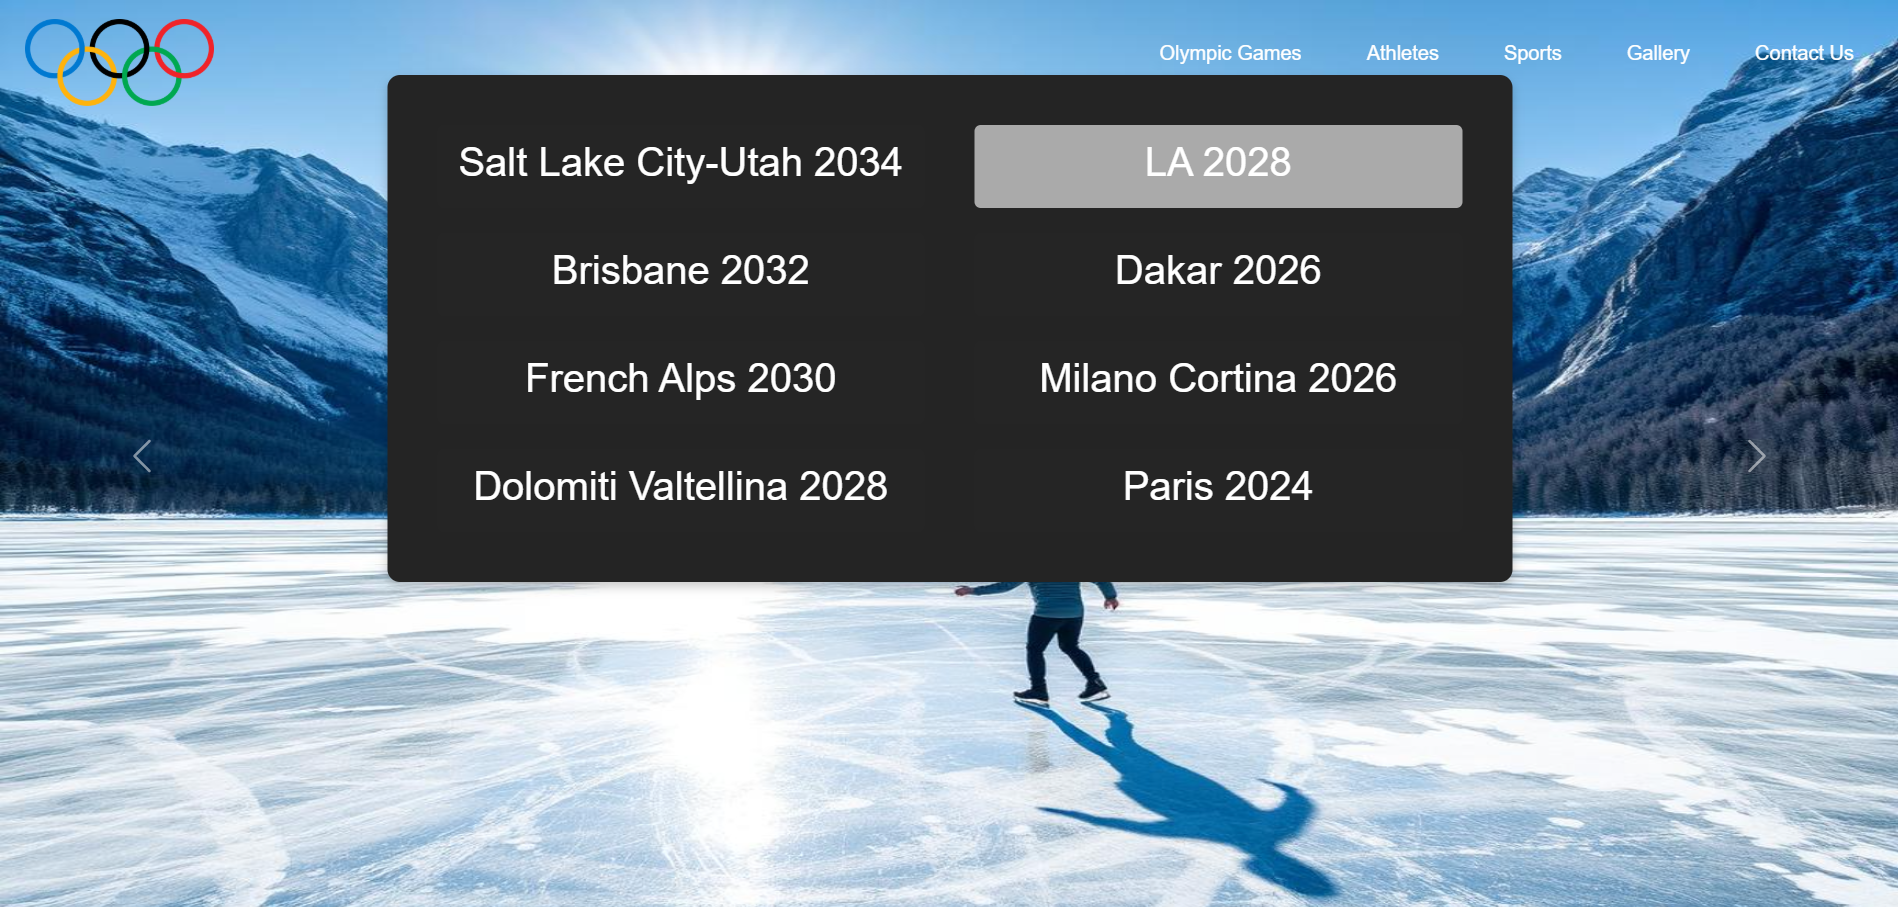 Olympic Games
Athletes
Sports
Gallery
Contact Us
Salt Lake City-Utah 2034
LA 2028
Brisbane 2032
Dakar 2026
French Alps 2030
Milano Cortina 2026
Dolomiti Valtellina 2028
Paris 2024